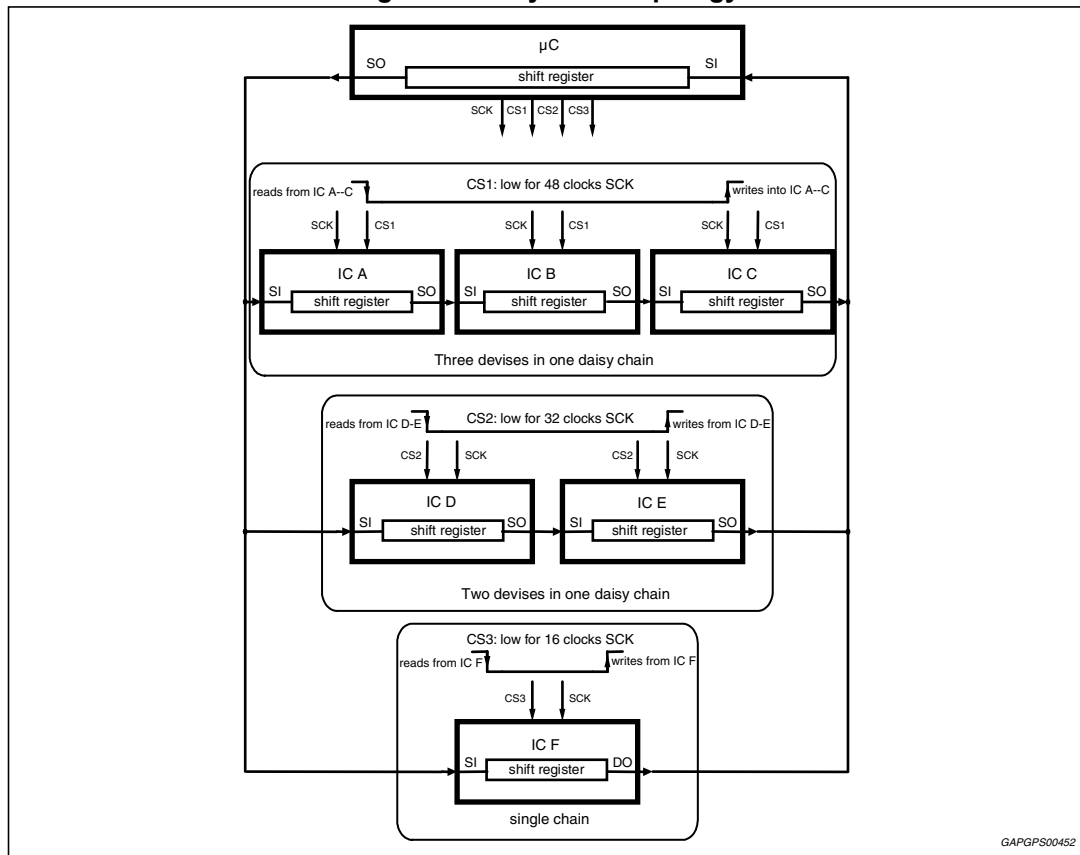 µC
SO
shift register
SI
SCK
CS1
CS2
CS3
CS1: low for 48 clocks SCK
reads from IC A--C
writes into IC A--C
SCK
CS1
SCK
CS1
SCK
CS1
IC A
IC B
IC C
SI
shift register
SO
SI
shift register
SO
SI
shift register
SO
Three devises in one daisy chain
CS2: low for 32 clocks SCK
reads from IC D-E
writes from IC D-E
CS2
SCK
CS2
SCK
IC D
IC E
SI
shift register
SO
SI
shift register
SO
Two devises in one daisy chain
CS3: low for 16 clocks SCK
reads from IC F
writes from IC F
CS3
SCK
IC F
SI
shift register
DO
single chain
GAPGPS00452